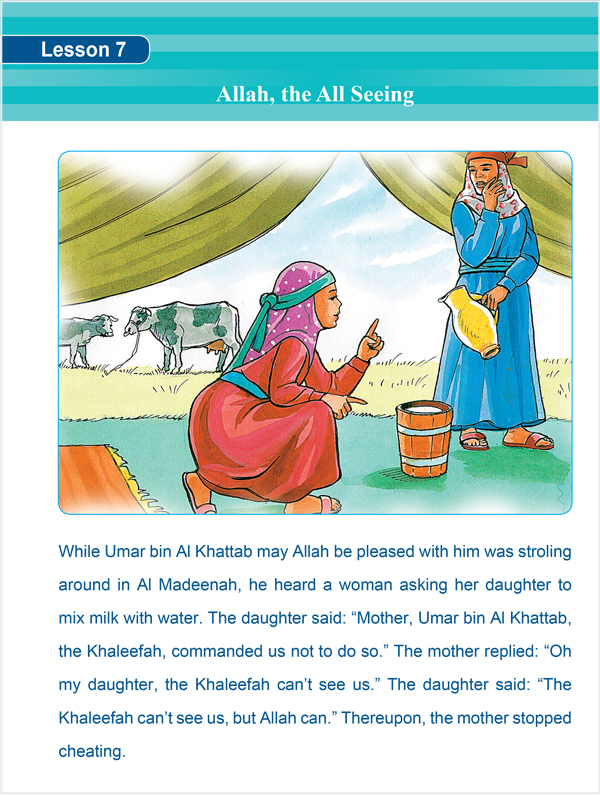 Lesson 7
Allah, the All Seeing
While Umar bin Al Khattab may Allah be pleased with him was stroling
around in Al Madeenah, he heard a woman asking her daughter to
mix milk with water. The daughter said: “Mother, Umar bin Al Khattab,
the Khaleefah, commanded us not to do so.” The mother replied: “Oh
my daughter, the Khaleefah can’t see us.” The daughter said: “The
Khaleefah can’t see us, but Allah can.” Thereupon, the mother stopped
cheating.